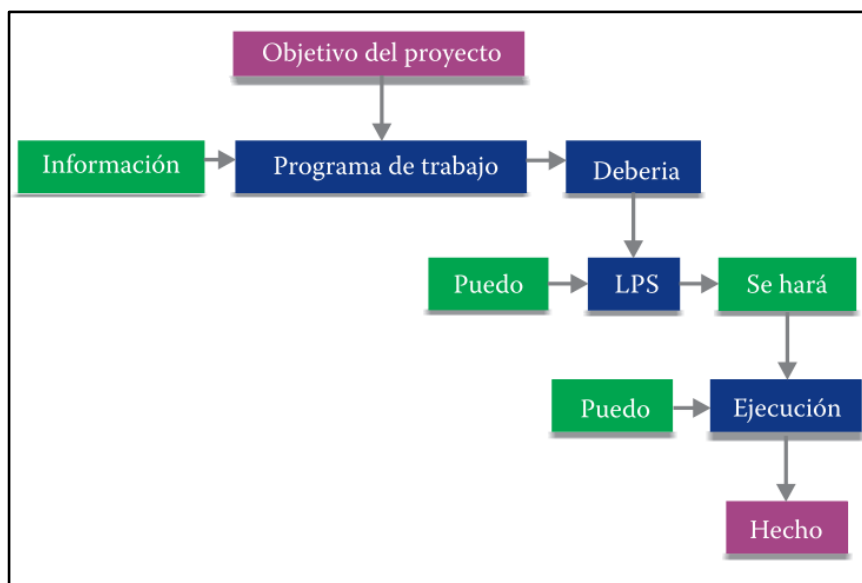 Objetivo del proyecto
Información
Programa de trabajo
Deberia
Puedo
LPS
Se hará
Puedo
Ejecución
Hecho